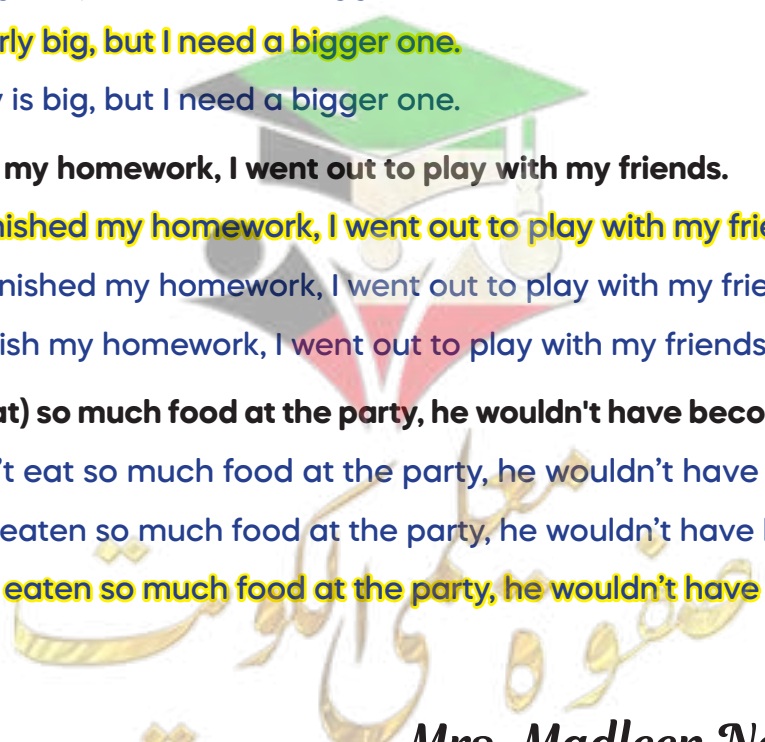 rly big, but I need a bigger one.
is big, but I need a bigger one.
my homework, I went out to play with my friends.
nished my homework, I went out to play with my frie
nished my homework, I went out to play with my frie
ish my homework, I went out to play with my friends
at) so much food at the party, he wouldn't have beco
't eat so much food at the party, he wouldn’t have
eaten so much food at the party, he wouldn’t have
eaten so much food at the party, he wouldn’t have
صفوة معلمي الكويت
Mrs. Madleen